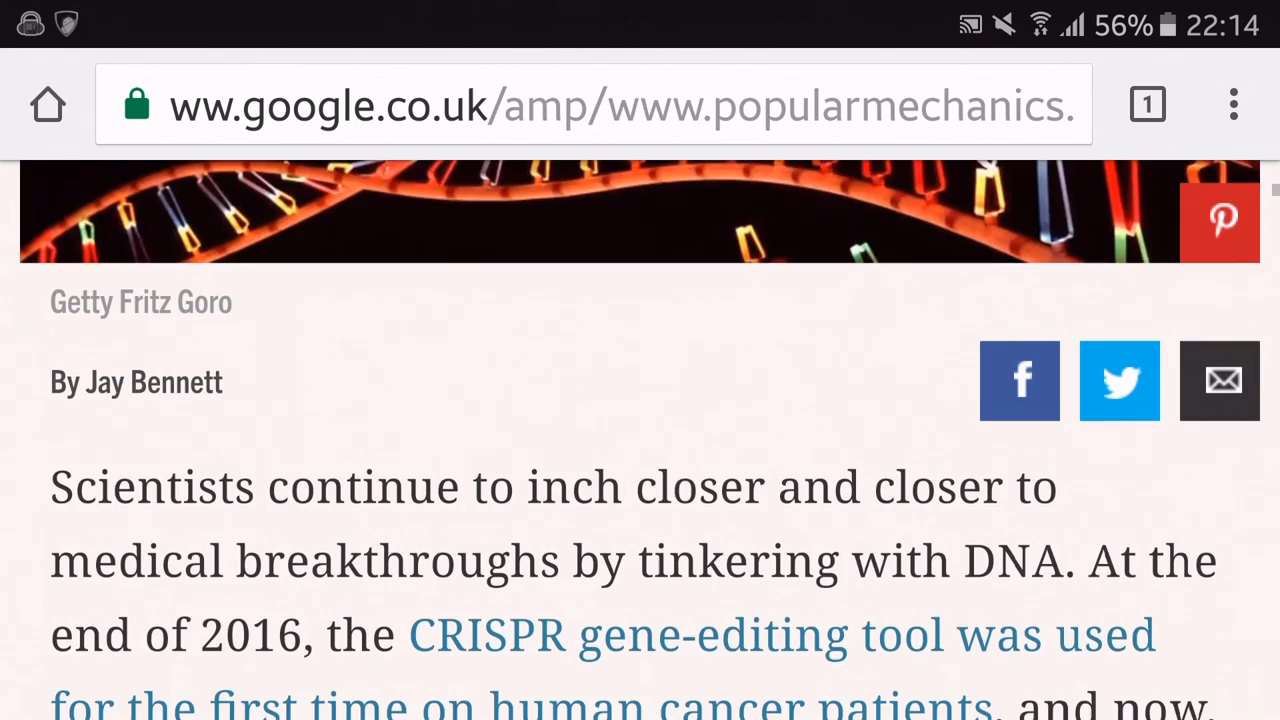 56% 22:14
ww.google.co.uk/amp/www.popularmechanics.
1
Getty Fritz Goro
By Jay Bennett
Scientists continue to inch closer and closer to
medical breakthroughs by tinkering with DNA. At the
end of 2016, the CRISPR gene-editing tool was used
for the first time on human cancer patients, and now,